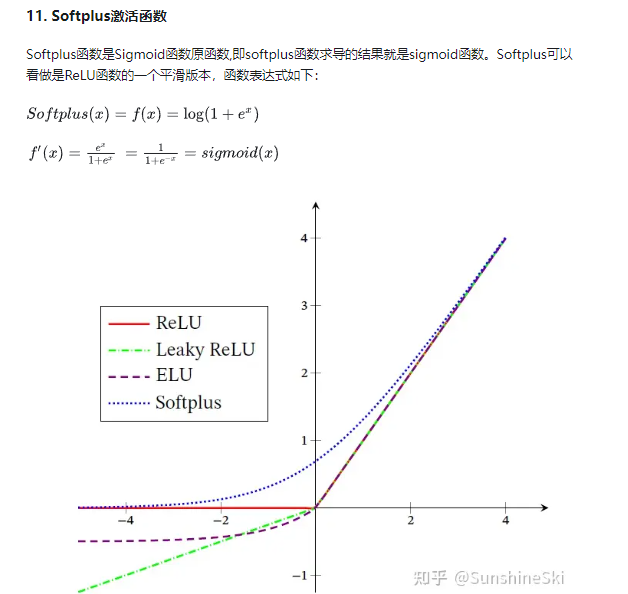 11. Softplus激活函数
Softplus函数是Sigmoid函数原函数,即softplus函数求导的结果就是sigmoid函数。Softplus可以
看做是ReLU函数的一个平滑版本，函数表达式如下：
Softplus(x) = f(x) = log(1 + e^x)
f′(x) = e^x/(1+e^x) = 1/(1+e^−x) = sigmoid(x)
4
3
ReLU
Leaky ReLU
2
ELU
Softplus
1
−4 −2 2 4
−1
知乎 @SunshineSki